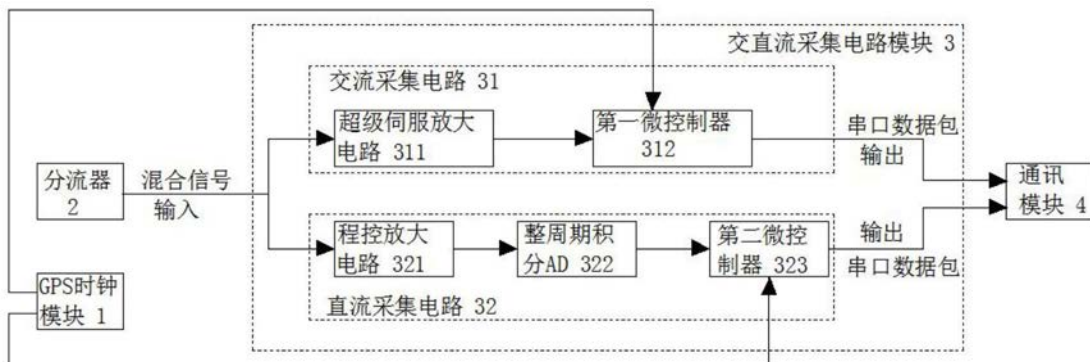 交直流采集电路模块 3
交流采集电路 31
超级伺服放大
电路 311
第一微控制器
312
串口数据包
输出
分流器
2
混合信号
输入
通讯
模块 4
程控放大
电路 321
整周期积
分AD 322
第二微控
制器 323
输出
串口数据包
直流采集电路 32
GPS时钟
模块 1